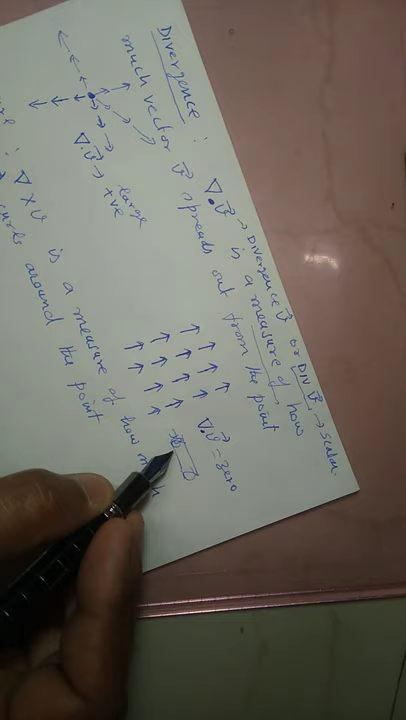 ∇·v⃗ → Divergence v⃗ or DIV v⃗ → scalar
Divergence : ∇·v⃗ is a measure of how
much vector v⃗ spreads out from the point
∇·v⃗ → large
+ve
∇·v⃗ = zero
: ∇ × v is a measure of how
curls around the point